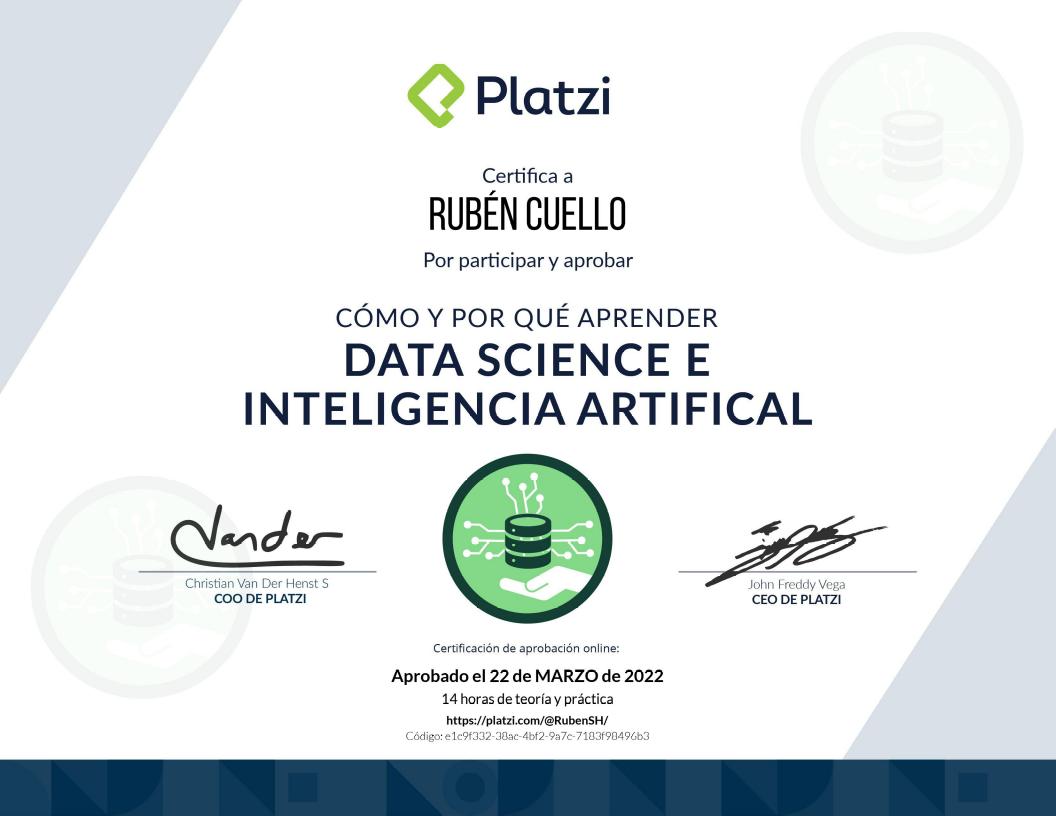 Platzi
Certifica a
RUBÉN CUELLO
Por participar y aprobar
CÓMO Y POR QUÉ APRENDER
DATA SCIENCE E
INTELIGENCIA ARTIFICAL
Vander
Christian Van Der Henst S
COO DE PLATZI
John Freddy Vega
CEO DE PLATZI
Certificación de aprobación online:
Aprobado el 22 de MARZO de 2022
14 horas de teoría y práctica
https://platzi.com/@RubenSH/
Código: e1c9f332-38ac-4bf2-9a7c-7183f98496b3